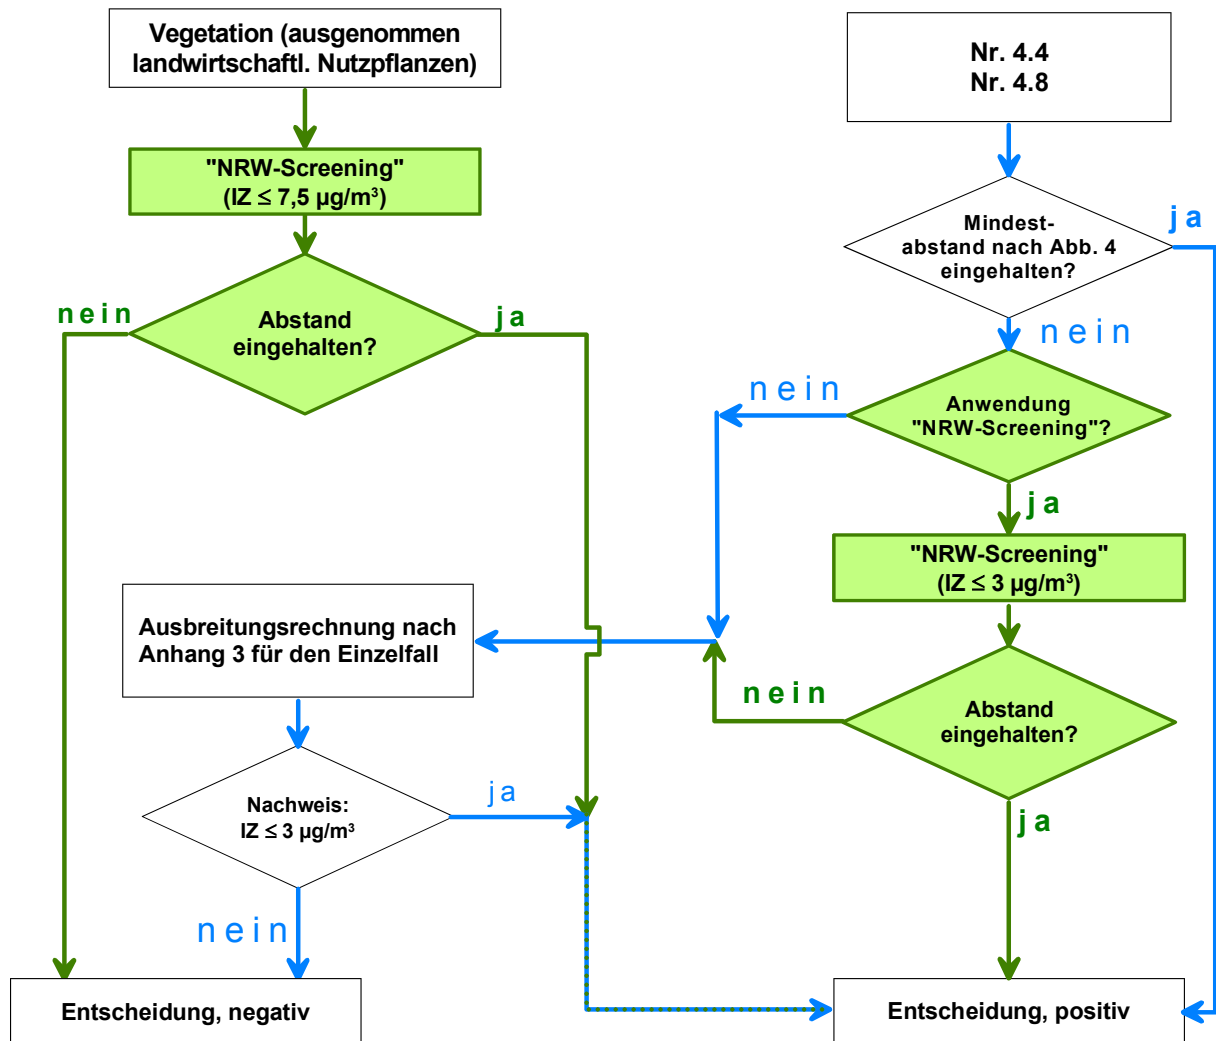 Vegetation (ausgenommen
landwirtschaftl. Nutzpflanzen)
"NRW-Screening"
(IZ ≤ 7,5 µg/m³)
nein
Abstand
eingehalten?
ja
Nr. 4.4
Nr. 4.8
Mindest-
abstand nach Abb. 4
eingehalten?
ja
nein
nein
Anwendung
"NRW-Screening"?
ja
"NRW-Screening"
(IZ ≤ 3 µg/m³)
nein
Abstand
eingehalten?
ja
Ausbreitungsrechnung nach
Anhang 3 für den Einzelfall
Nachweis:
IZ ≤ 3 µg/m³
ja
nein
Entscheidung, negativ
Entscheidung, positiv